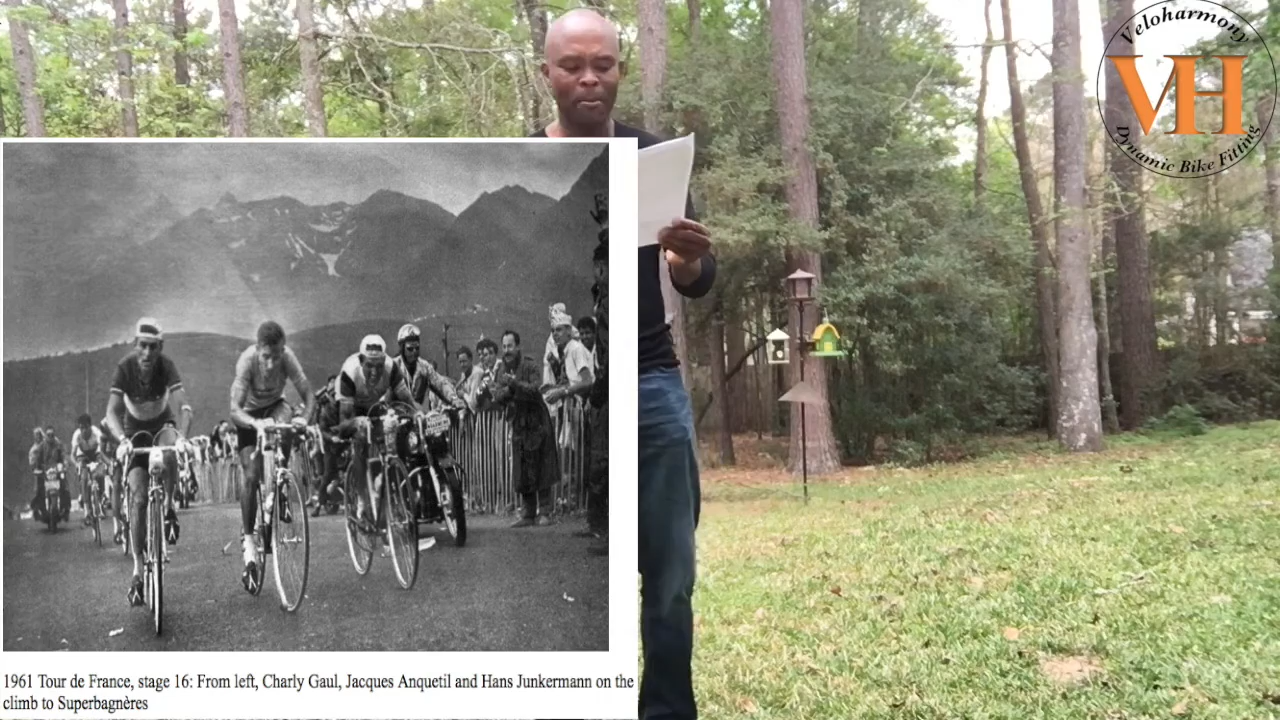 Veloharmony
VH
Dynamic Bike Fitting
1961 Tour de France, stage 16: From left, Charly Gaul, Jacques Anquetil and Hans Junkermann on the
climb to Superbagnères